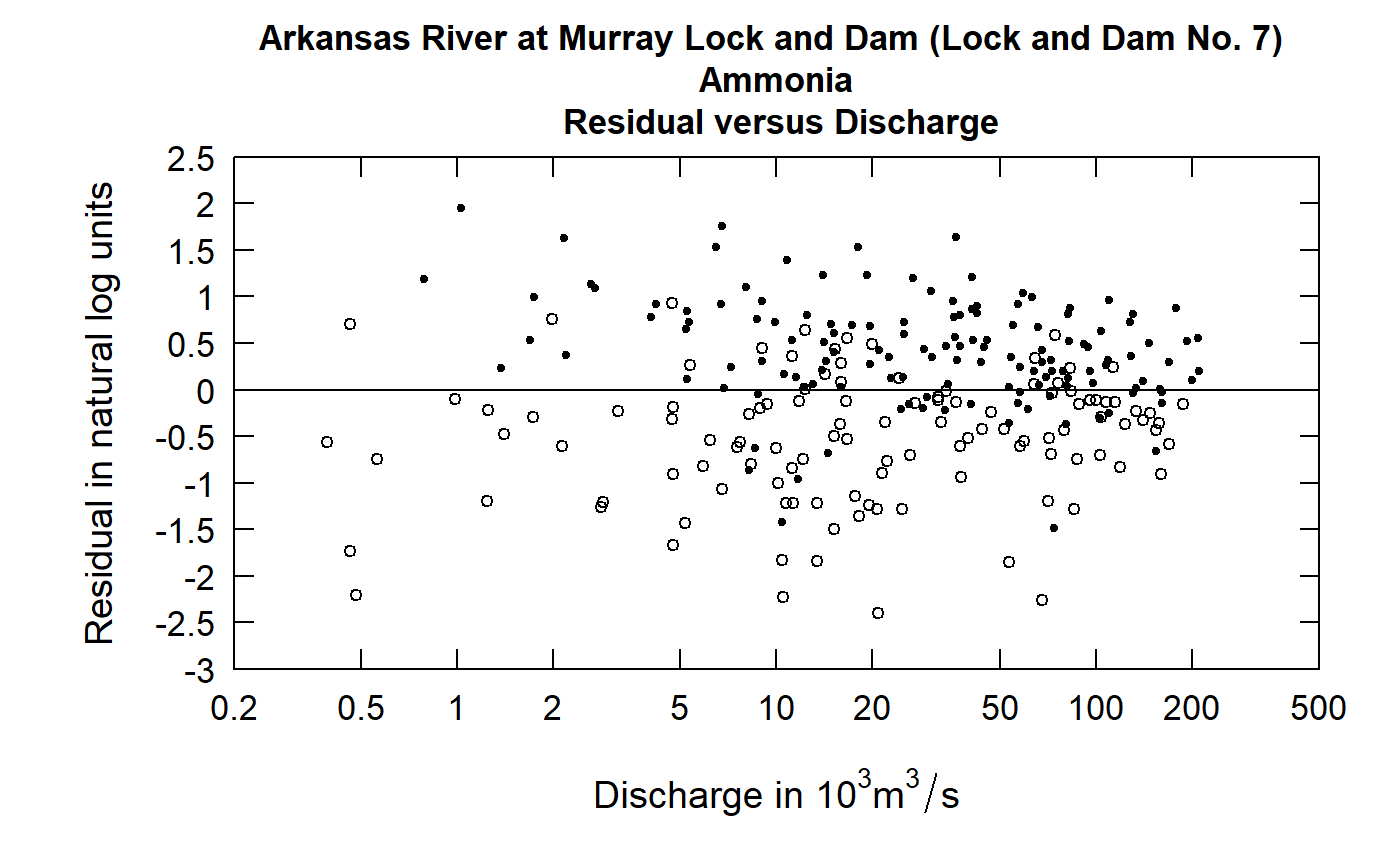 Arkansas River at Murray Lock and Dam (Lock and Dam No. 7)
Ammonia
Residual versus Discharge
Residual in natural log units
2.5
2
1.5
1
0.5
0
-0.5
-1
-1.5
-2
-2.5
-3
0.2 0.5 1 2 5 10 20 50 100 200 500
Discharge in 10³m³/s